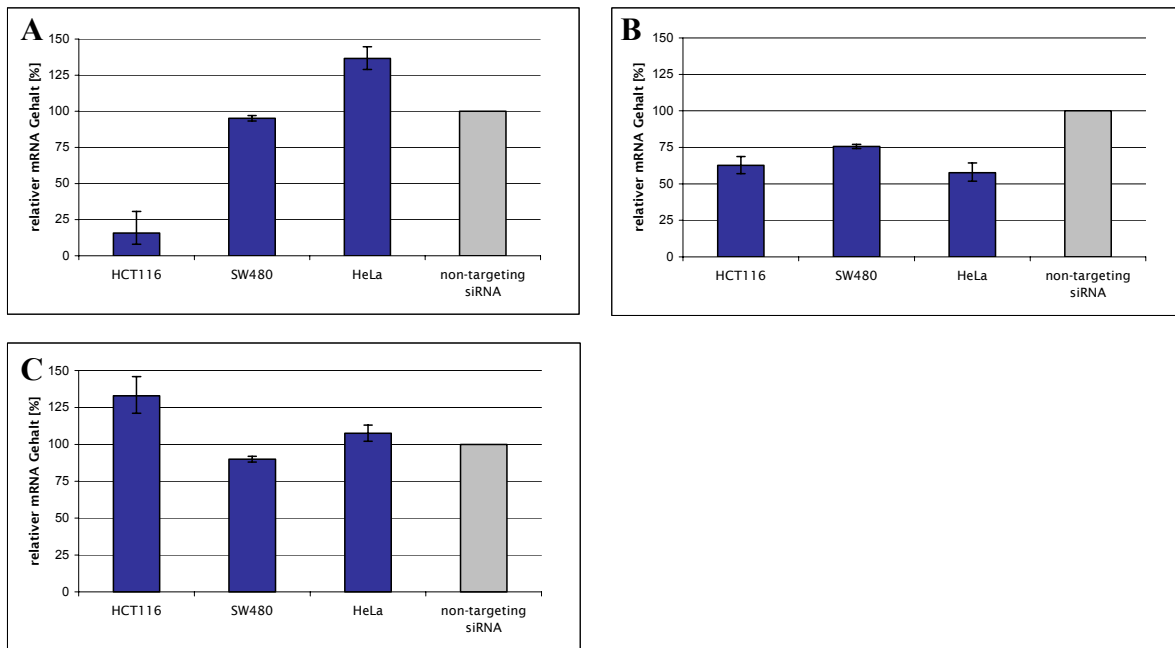 A
relativer mRNA Gehalt [%]
150
125
100
75
50
25
0
HCT116 SW480 HeLa non-targeting
siRNA
B
relativer mRNA Gehalt [%]
150
125
100
75
50
25
0
HCT116 SW480 HeLa non-targeting
siRNA
C
relativer mRNA Gehalt [%]
150
125
100
75
50
25
0
HCT116 SW480 HeLa non-targeting
siRNA